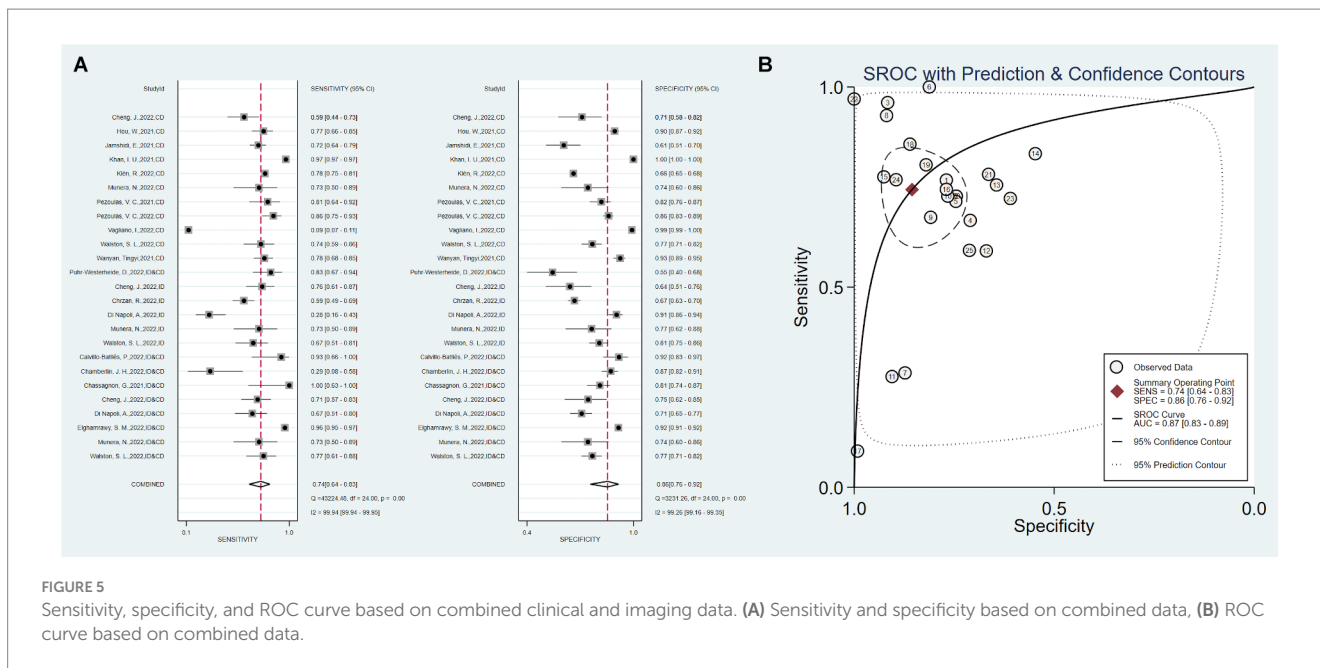 A
StudyId SENSITIVITY (95% CI)
Cheng, J.,2022,CD 0.59 [0.44 - 0.73]
Hou, W.,2021,CD 0.77 [0.66 - 0.85]
Jamshidi, E.,2021,CD 0.72 [0.64 - 0.79]
Khan, I. U.,2021,CD 0.97 [0.97 - 0.97]
Klén, R.,2022,CD 0.78 [0.75 - 0.81]
Munera, N.,2022,CD 0.73 [0.50 - 0.89]
Pezoulas, V. C.,2021,CD 0.81 [0.64 - 0.92]
Pezoulas, V. C.,2022,CD 0.86 [0.75 - 0.93]
Vagliano, I.,2022,CD 0.09 [0.07 - 0.11]
Walston, S. L.,2022,CD 0.74 [0.59 - 0.86]
Wanyan, Tingyi,2021,CD 0.78 [0.68 - 0.85]
Puhr-Westerheide, D.,2022,ID&CD 0.83 [0.67 - 0.94]
Cheng, J.,2022,ID 0.76 [0.61 - 0.87]
Chrzan, R.,2022,ID 0.59 [0.49 - 0.69]
Di Napoli, A.,2022,ID 0.28 [0.16 - 0.43]
Munera, N.,2022,ID 0.73 [0.50 - 0.89]
Walston, S. L.,2022,ID 0.67 [0.51 - 0.81]
Calvillo-Batllés, P.,2022,ID&CD 0.93 [0.66 - 1.00]
Chamberlin, J. H.,2022,ID&CD 0.29 [0.08 - 0.58]
Chassagnon, G.,2021,ID&CD 1.00 [0.63 - 1.00]
Cheng, J.,2022,ID&CD 0.71 [0.57 - 0.83]
Di Napoli, A.,2022,ID&CD 0.67 [0.51 - 0.80]
Elghamrawy, S. M.,2022,ID&CD 0.96 [0.95 - 0.97]
Munera, N.,2022,ID&CD 0.73 [0.50 - 0.89]
Walston, S. L.,2022,ID&CD 0.77 [0.61 - 0.88]
COMBINED 0.74[0.64 - 0.83]
Q =43224.48, df = 24.00, p = 0.00
I2 = 99.94 [99.94 - 99.95]
0.1 1.0
SENSITIVITY
StudyId SPECIFICITY (95% CI)
Cheng, J.,2022,CD 0.71 [0.58 - 0.82]
Hou, W.,2021,CD 0.90 [0.87 - 0.92]
Jamshidi, E.,2021,CD 0.61 [0.51 - 0.70]
Khan, I. U.,2021,CD 1.00 [1.00 - 1.00]
Klén, R.,2022,CD 0.66 [0.65 - 0.68]
Munera, N.,2022,CD 0.74 [0.60 - 0.86]
Pezoulas, V. C.,2021,CD 0.82 [0.76 - 0.87]
Pezoulas, V. C.,2022,CD 0.86 [0.83 - 0.89]
Vagliano, I.,2022,CD 0.99 [0.99 - 1.00]
Walston, S. L.,2022,CD 0.77 [0.71 - 0.82]
Wanyan, Tingyi,2021,CD 0.93 [0.89 - 0.95]
Puhr-Westerheide, D.,2022,ID&CD 0.55 [0.40 - 0.68]
Cheng, J.,2022,ID 0.64 [0.51 - 0.76]
Chrzan, R.,2022,ID 0.67 [0.63 - 0.70]
Di Napoli, A.,2022,ID 0.91 [0.86 - 0.94]
Munera, N.,2022,ID 0.77 [0.62 - 0.88]
Walston, S. L.,2022,ID 0.81 [0.75 - 0.86]
Calvillo-Batllés, P.,2022,ID&CD 0.92 [0.83 - 0.97]
Chamberlin, J. H.,2022,ID&CD 0.87 [0.82 - 0.91]
Chassagnon, G.,2021,ID&CD 0.81 [0.74 - 0.87]
Cheng, J.,2022,ID&CD 0.75 [0.62 - 0.85]
Di Napoli, A.,2022,ID&CD 0.71 [0.65 - 0.77]
Elghamrawy, S. M.,2022,ID&CD 0.92 [0.91 - 0.92]
Munera, N.,2022,ID&CD 0.74 [0.60 - 0.86]
Walston, S. L.,2022,ID&CD 0.77 [0.71 - 0.82]
COMBINED 0.86[0.76 - 0.92]
Q =3231.26, df = 24.00, p = 0.00
I2 = 99.26 [99.16 - 99.35]
0.4 1.0
SPECIFICITY
B
SROC with Prediction & Confidence Contours
1.0
6
22 3
8
18
14
19
15 24 1 21
16 13
5 23
9 4
25 12
0.5
Sensitivity
11 7
0.0
1.0 0.5 0.0
Specificity
Observed Data
Summary Operating Point
SENS = 0.74 [0.64 - 0.83]
SPEC = 0.86 [0.76 - 0.92]
SROC Curve
AUC = 0.87 [0.83 - 0.89]
95% Confidence Contour
95% Prediction Contour
FIGURE 5
Sensitivity, specificity, and ROC curve based on combined clinical and imaging data. (A) Sensitivity and specificity based on combined data, (B) ROC
curve based on combined data.